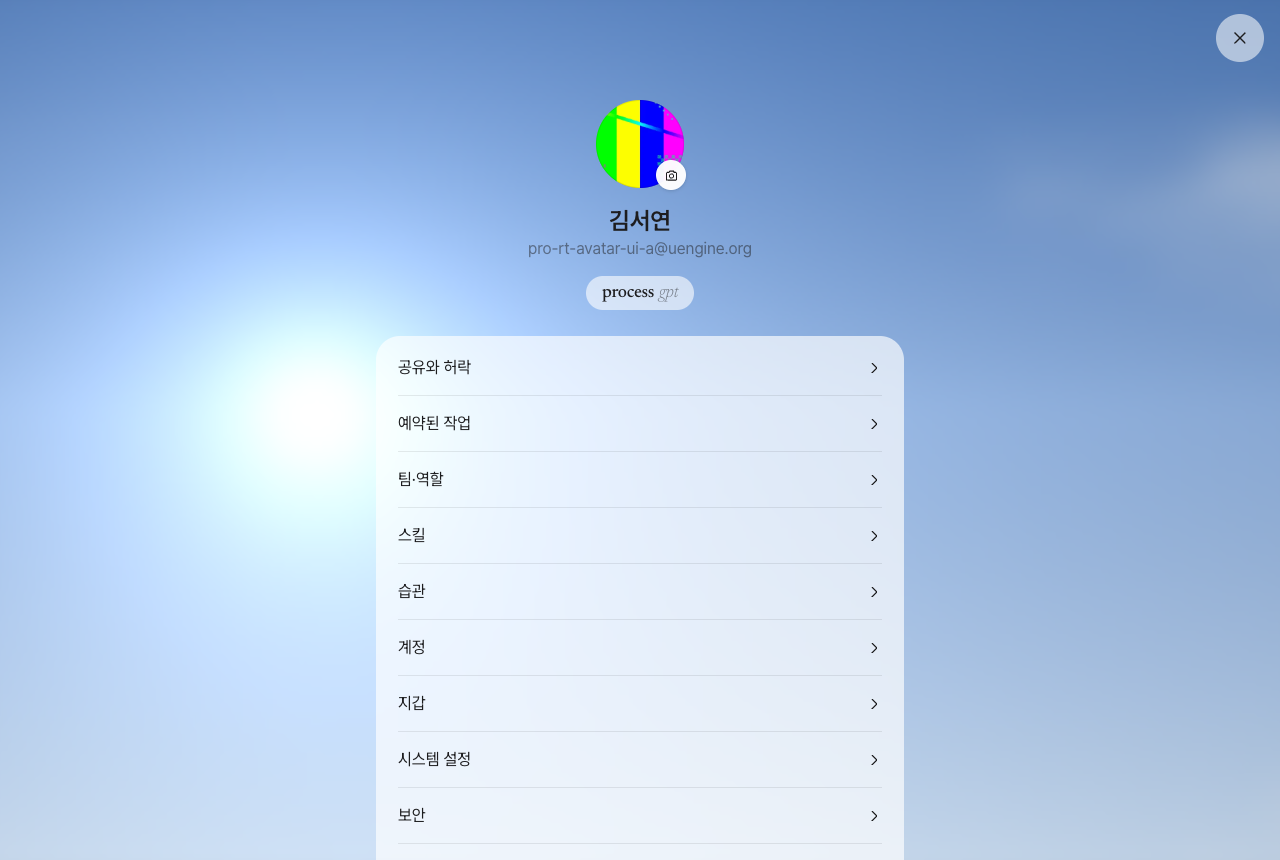 김서연
pro-rt-avatar-ui-a@uengine.org
process gpt
공유와 허락
예약된 작업
팀·역할
스킬
습관
계정
지갑
시스템 설정
보안